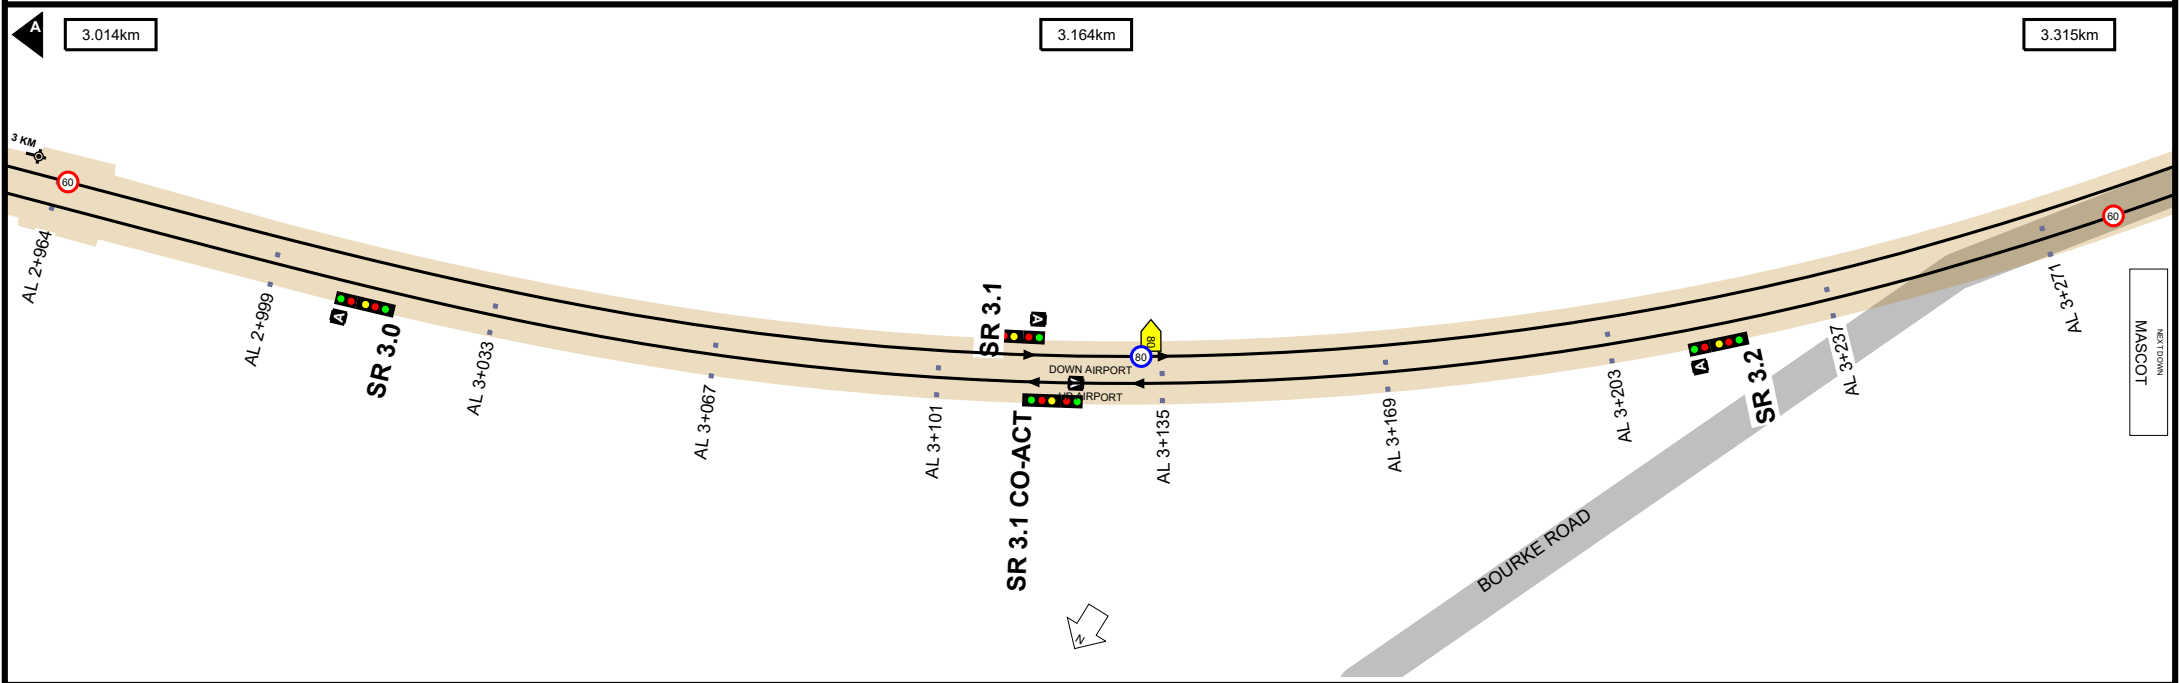 A
3.014km
3.164km
3.315km
3 KM
60
60
80
80
AL 2+964
AL 2+999
A
SR 3.0
AL 3+033
AL 3+067
AL 3+101
SR 3.1
A
DOWN AIRPORT
A
UP AIRPORT
SR 3.1 CO-ACT
AL 3+135
AL 3+169
AL 3+203
A
SR 3.2
AL 3+237
AL 3+271
NEXT DOWN
MASCOT
BOURKE ROAD
N